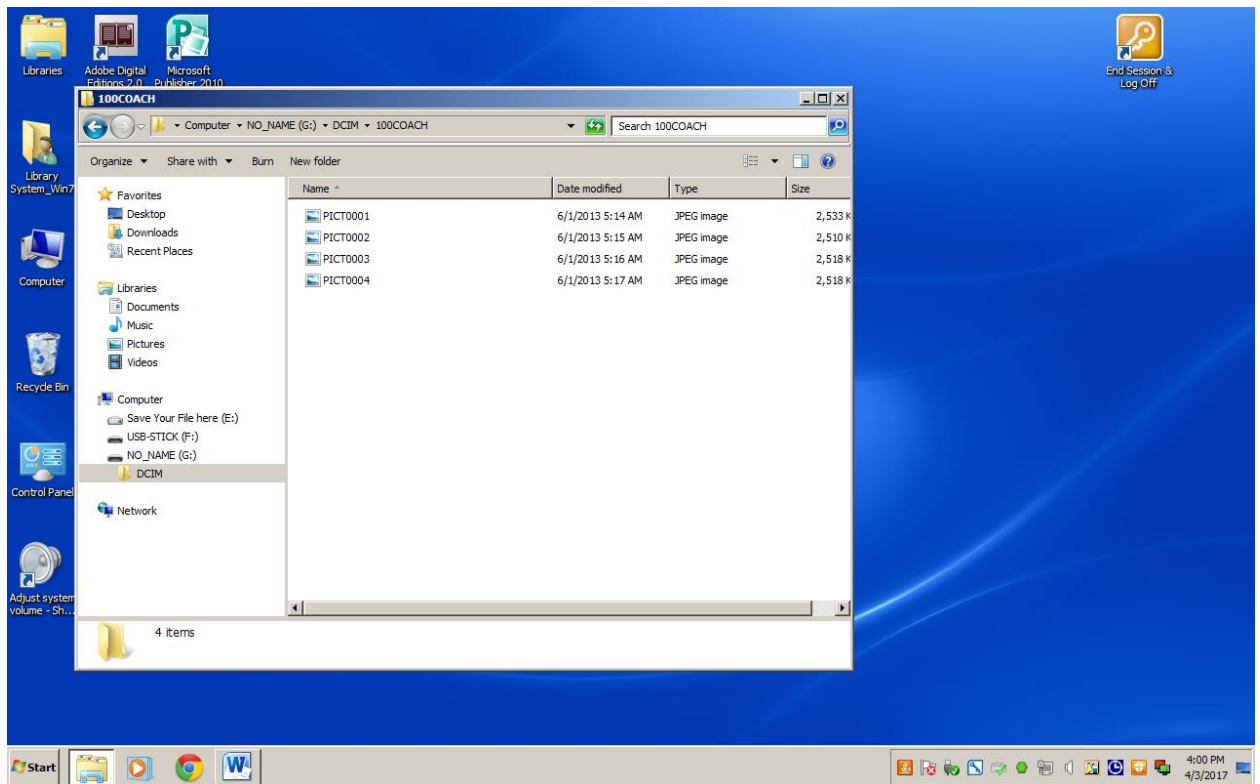 Libraries
Adobe Digital Editions 2.0
Microsoft Publisher 2010
End Session & Log Off
Library System_Win7
Computer
Recycle Bin
Control Panel
Adjust system volume - Sh...
100COACH
Computer NO_NAME (G:) DCIM 100COACH
Search 100COACH
Organize Share with Burn New folder
Favorites
Desktop
Downloads
Recent Places
Libraries
Documents
Music
Pictures
Videos
Computer
Save Your File here (E:)
USB-STICK (F:)
NO_NAME (G:)
DCIM
Network
Name Date modified Type Size
PICT0001 6/1/2013 5:14 AM JPEG image 2,533 K
PICT0002 6/1/2013 5:15 AM JPEG image 2,510 K
PICT0003 6/1/2013 5:16 AM JPEG image 2,518 K
PICT0004 6/1/2013 5:17 AM JPEG image 2,518 K
4 items
Start
4:00 PM
4/3/2017